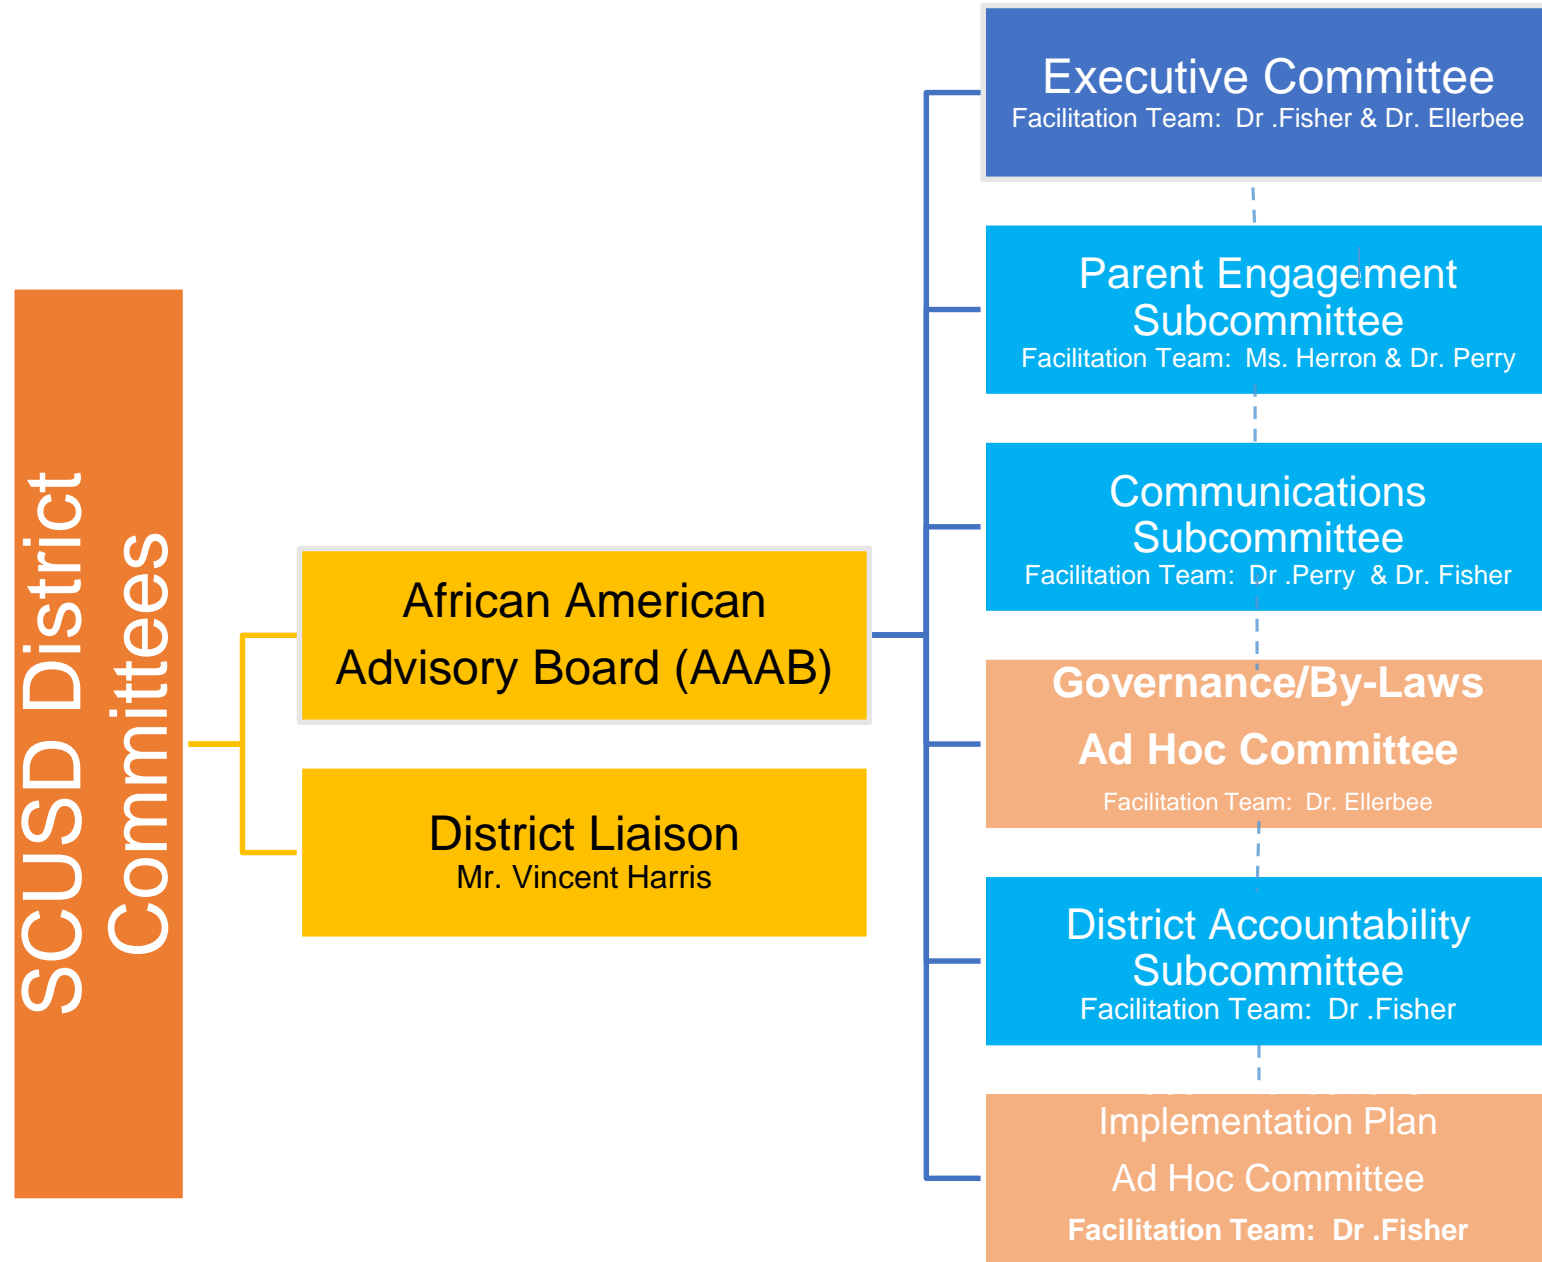 SCUSD District
Committees
African American
Advisory Board (AAAB)
District Liaison
Mr. Vincent Harris
Executive Committee
Facilitation Team:  Dr .Fisher & Dr. Ellerbee
Parent Engagement
Subcommittee
Facilitation Team:  Ms. Herron & Dr. Perry
Communications
Subcommittee
Facilitation Team:  Dr .Perry  & Dr. Fisher
Governance/By-Laws
Ad Hoc Committee
Facilitation Team:  Dr. Ellerbee
District Accountability
Subcommittee
Facilitation Team:  Dr .Fisher
Implementation Plan
Ad Hoc Committee
Facilitation Team:  Dr .Fisher